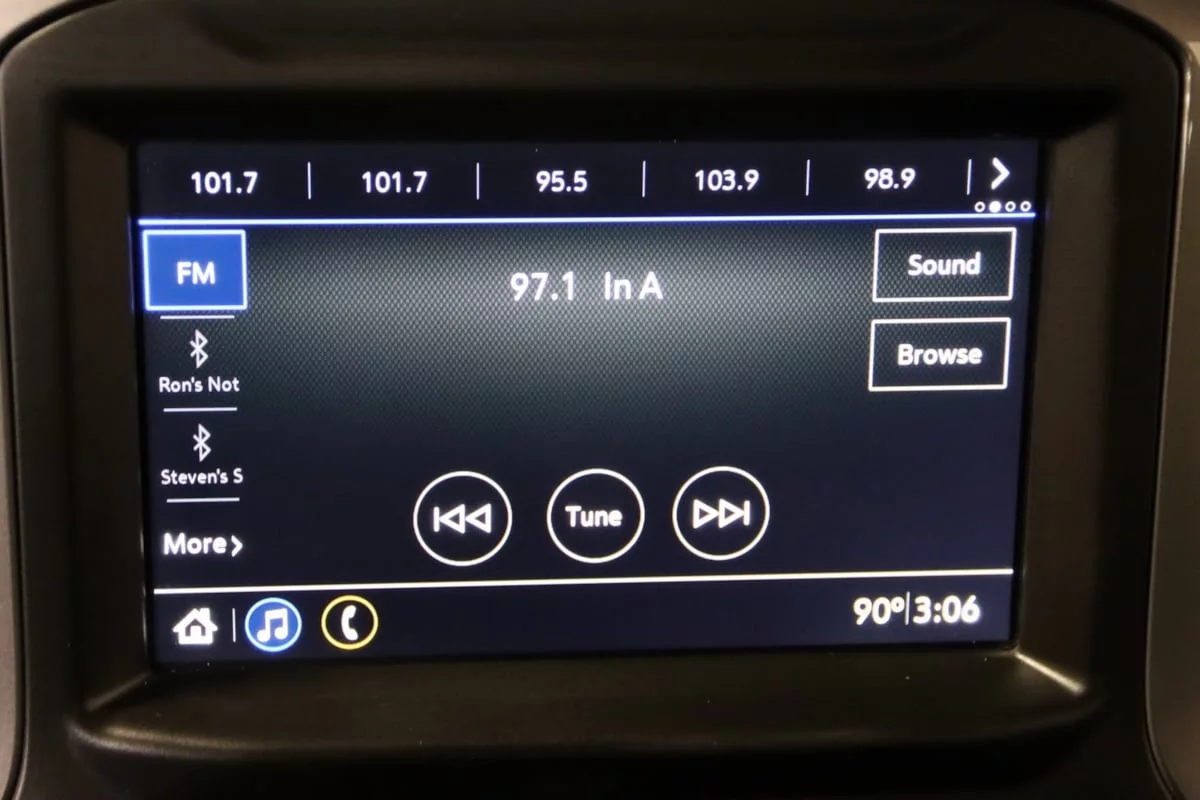 101.7 101.7 95.5 103.9 98.9
FM
97.1 In A
Sound
Browse
Ron's Not
Steven's S
More
Tune
90° 3:06